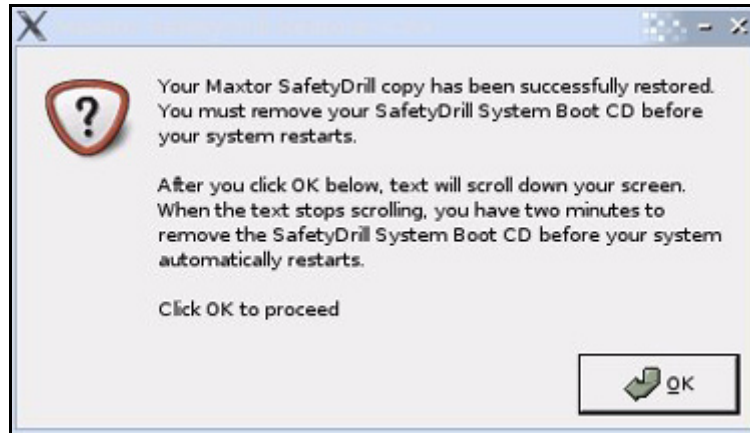 Your Maxtor SafetyDrill copy has been successfully restored.
You must remove your SafetyDrill System Boot CD before
your system restarts.
After you click OK below, text will scroll down your screen.
When the text stops scrolling, you have two minutes to
remove the SafetyDrill System Boot CD before your system
automatically restarts.
Click OK to proceed
OK